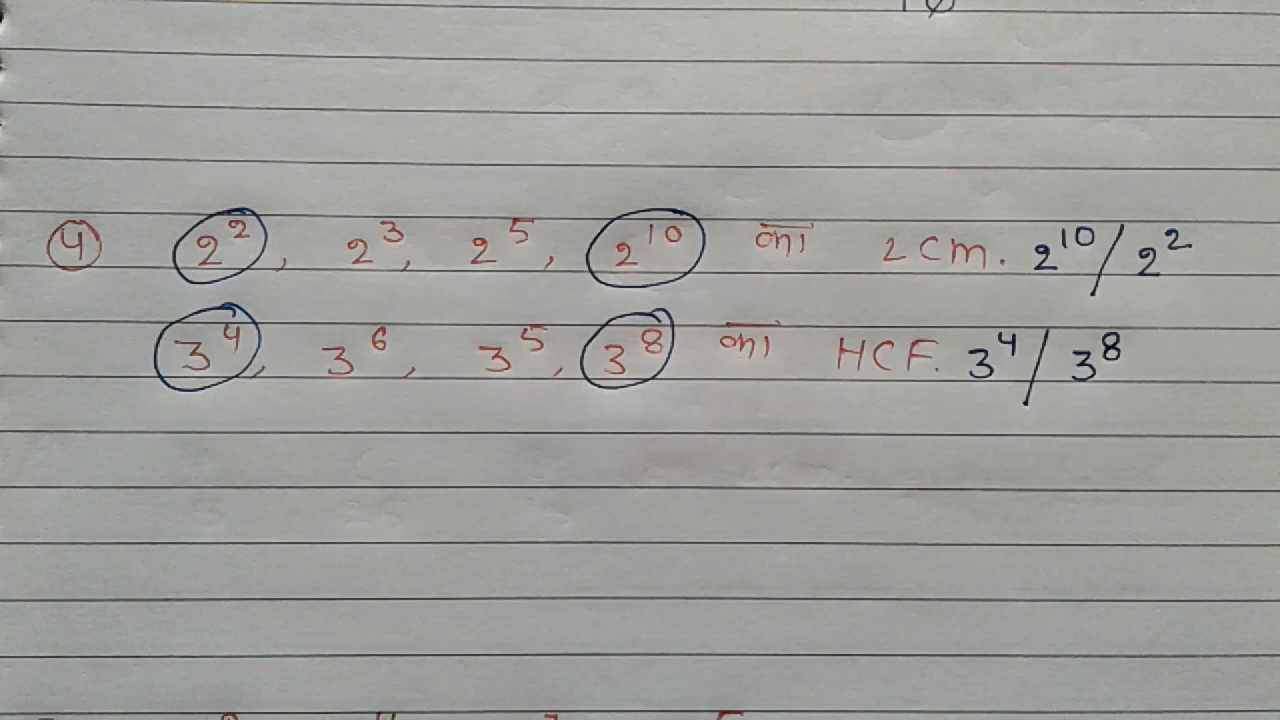 ④ 2², 2³, 2⁵, 2¹⁰ का LCM. 2¹⁰/2²
3⁴, 3⁶, 3⁵, 3⁸ का HCF. 3⁴/3⁸